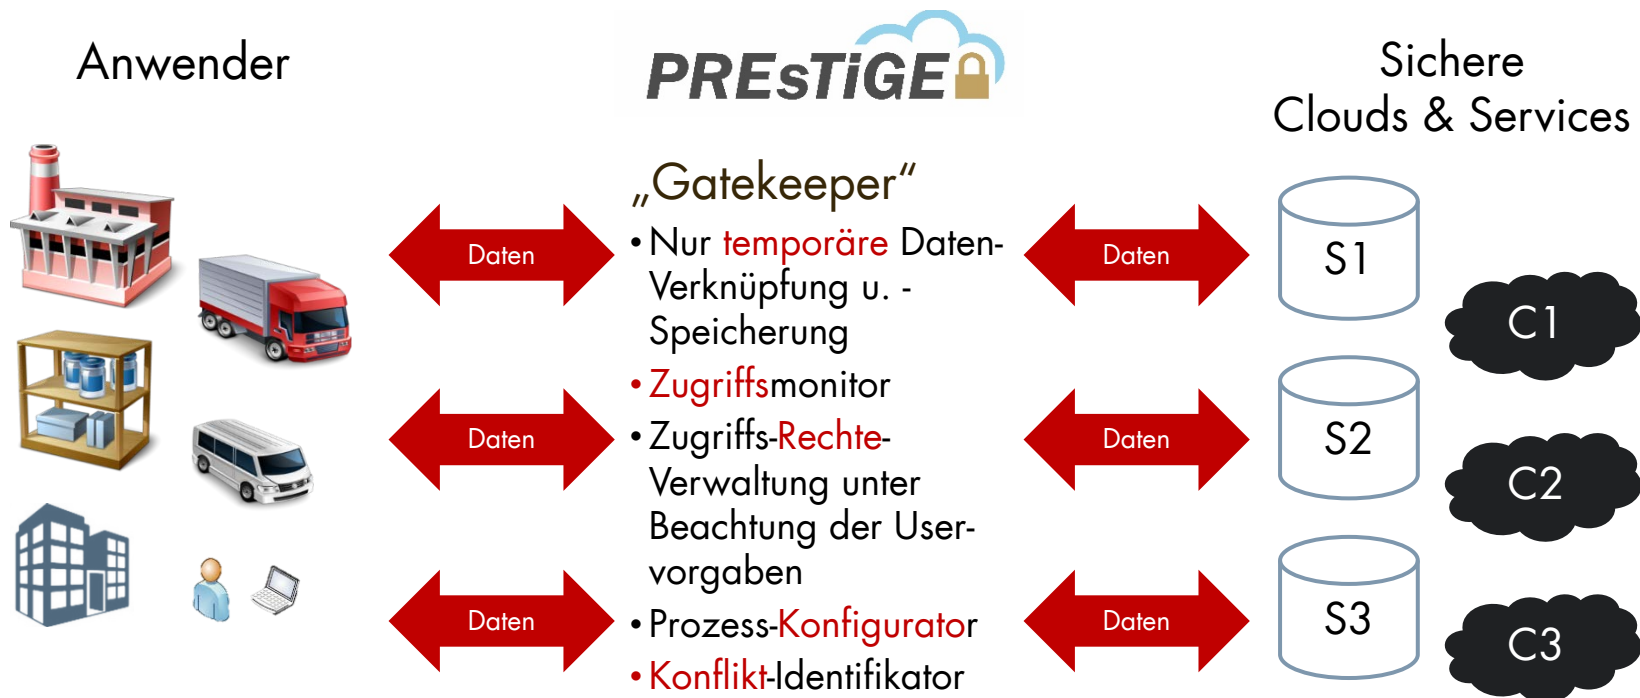 Anwender
PREsTiGE
Sichere
Clouds & Services
„Gatekeeper“
• Nur temporäre Daten-
Verknüpfung u. -
Speicherung
• Zugriffsmonitor
• Zugriffs-Rechte-
Verwaltung unter
Beachtung der User-
vorgaben
• Prozess-Konfigurator
• Konflikt-Identifikator
Daten
Daten
Daten
Daten
Daten
Daten
S1
C1
S2
C2
S3
C3